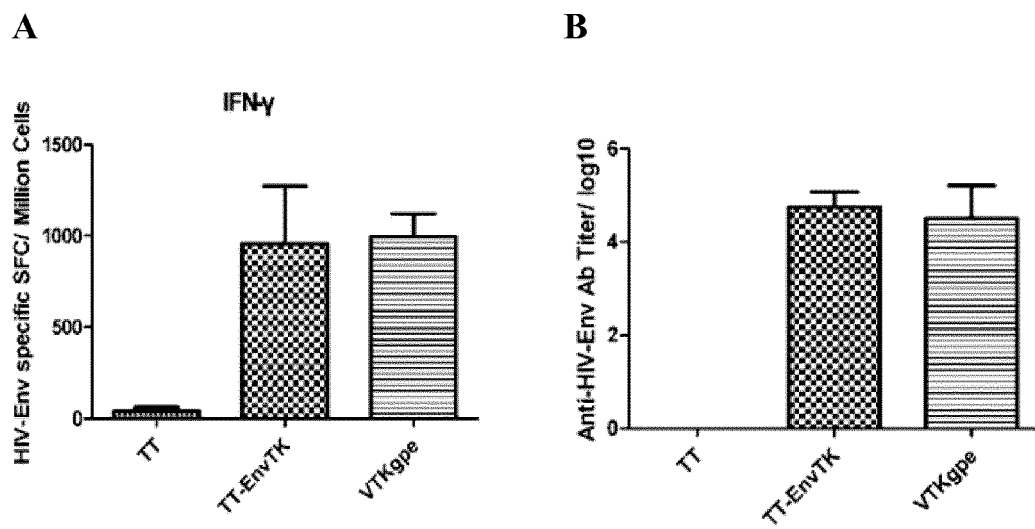 A
IFN-γ
HIV-Env specific SFC/ Million Cells
1500
1000
500
0
TT
TT-EnvTK
VTKgpe
B
Anti-HIV-Env Ab Titer/ log10
6
4
2
0
TT
TT-EnvTK
VTKgpe